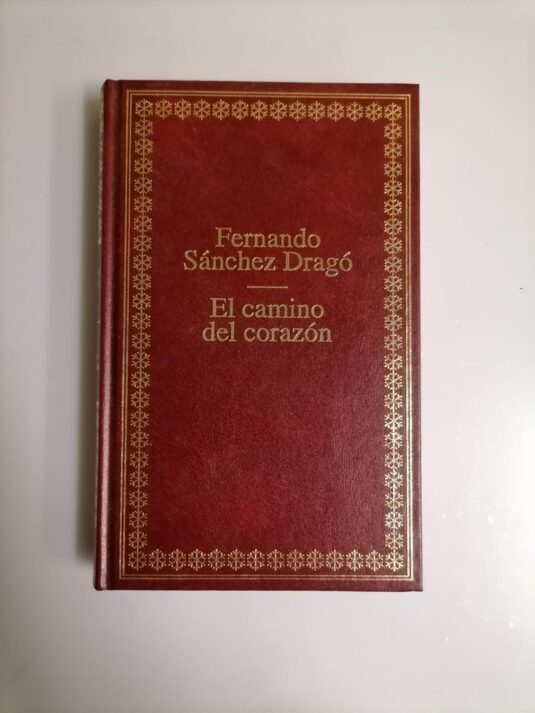 Fernando
Sánchez Dragó
El camino
del corazón